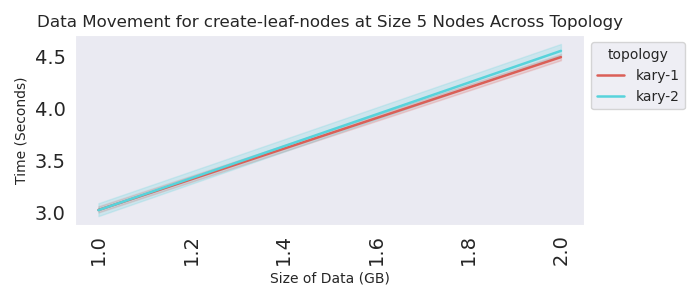 Data Movement for create-leaf-nodes at Size 5 Nodes Across Topology
topology
kary-1
kary-2
Time (Seconds)
4.5
4.0
3.5
3.0
1.0
1.2
1.4
1.6
1.8
2.0
Size of Data (GB)